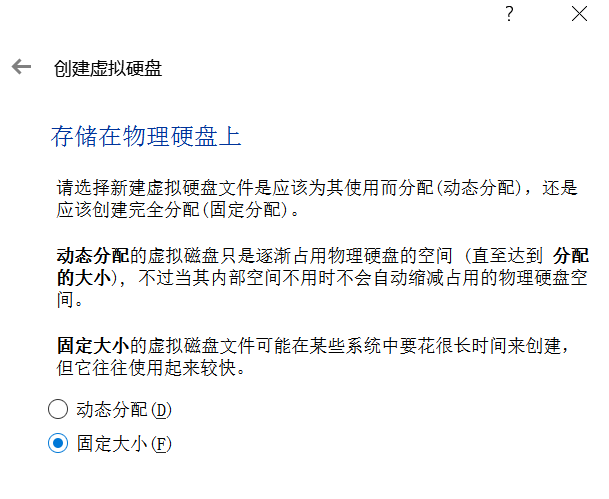 ?
创建虚拟硬盘
存储在物理硬盘上
请选择新建虚拟硬盘文件是应该为其使用而分配(动态分配)，还是
应该创建完全分配(固定分配)。
动态分配的虚拟磁盘只是逐渐占用物理硬盘的空间 (直至达到 分配
的大小)，不过当其内部空间不用时不会自动缩减占用的物理硬盘空
间。
固定大小的虚拟磁盘文件可能在某些系统中要花很长时间来创建，
但它往往使用起来较快。
动态分配(D)
固定大小(F)